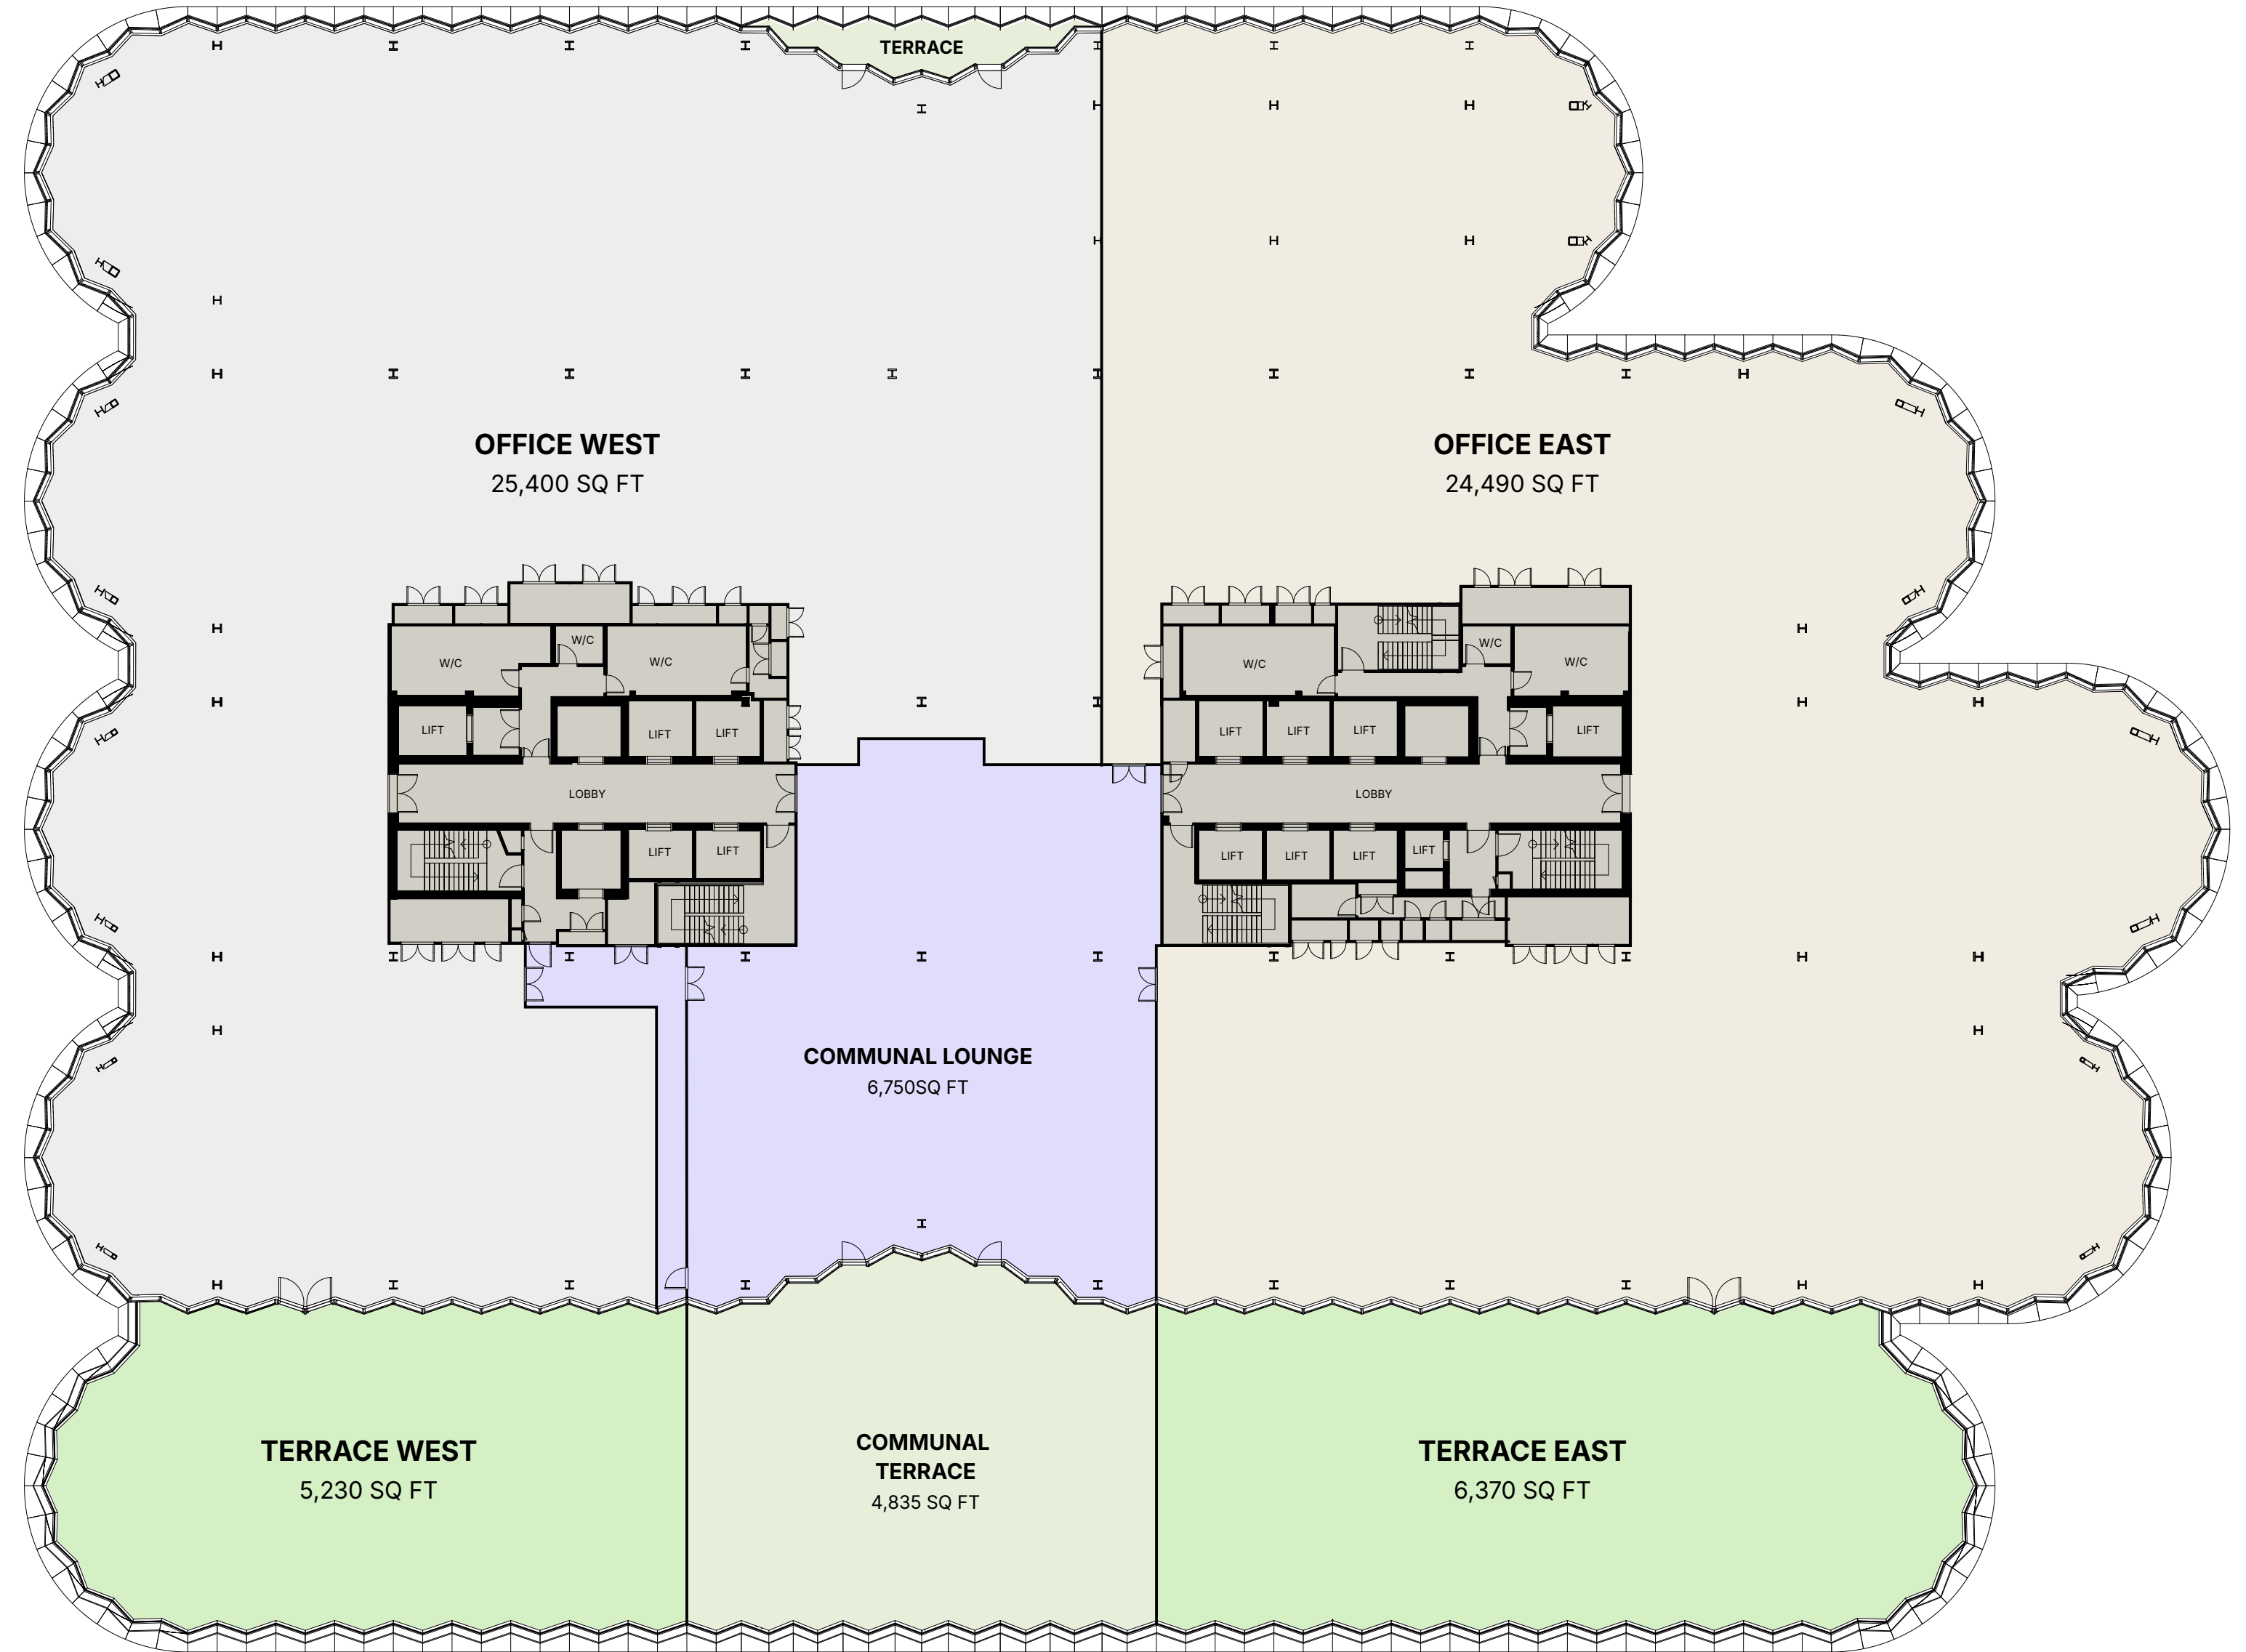 TERRACE
OFFICE WEST
25,400 SQ FT
OFFICE EAST
24,490 SQ FT
W/C
W/C
W/C
LIFT
LIFT
LIFT
LOBBY
LIFT
LIFT
W/C
W/C
W/C
LIFT
LIFT
LIFT
LIFT
LOBBY
LIFT
LIFT
LIFT
LIFT
COMMUNAL LOUNGE
6,750SQ FT
TERRACE WEST
5,230 SQ FT
COMMUNAL
TERRACE
4,835 SQ FT
TERRACE EAST
6,370 SQ FT